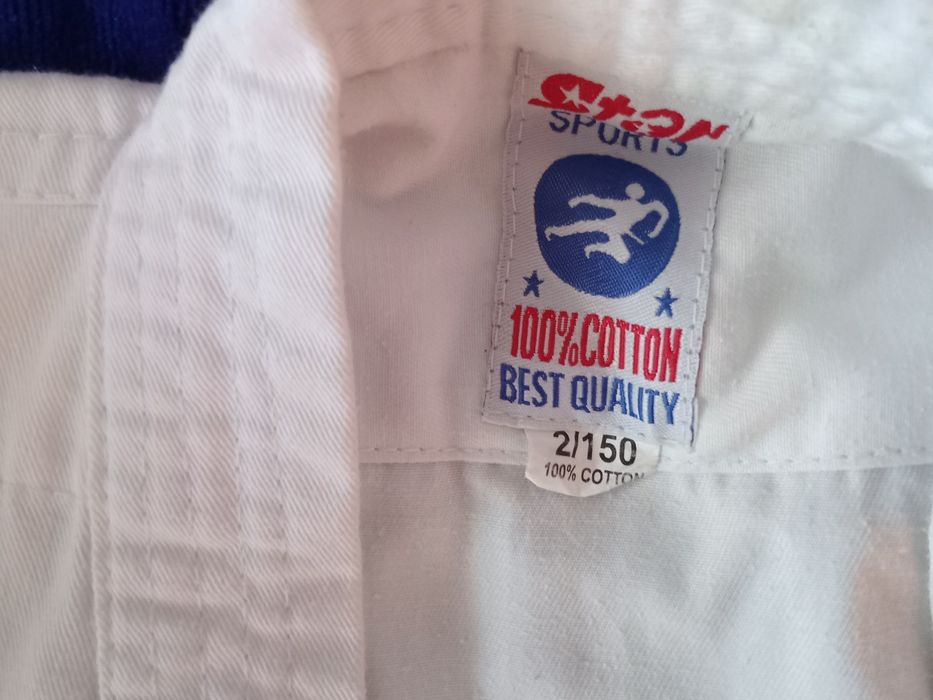 Star
SPORTS
100% COTTON
BEST QUALITY
2/150
100% COTTON